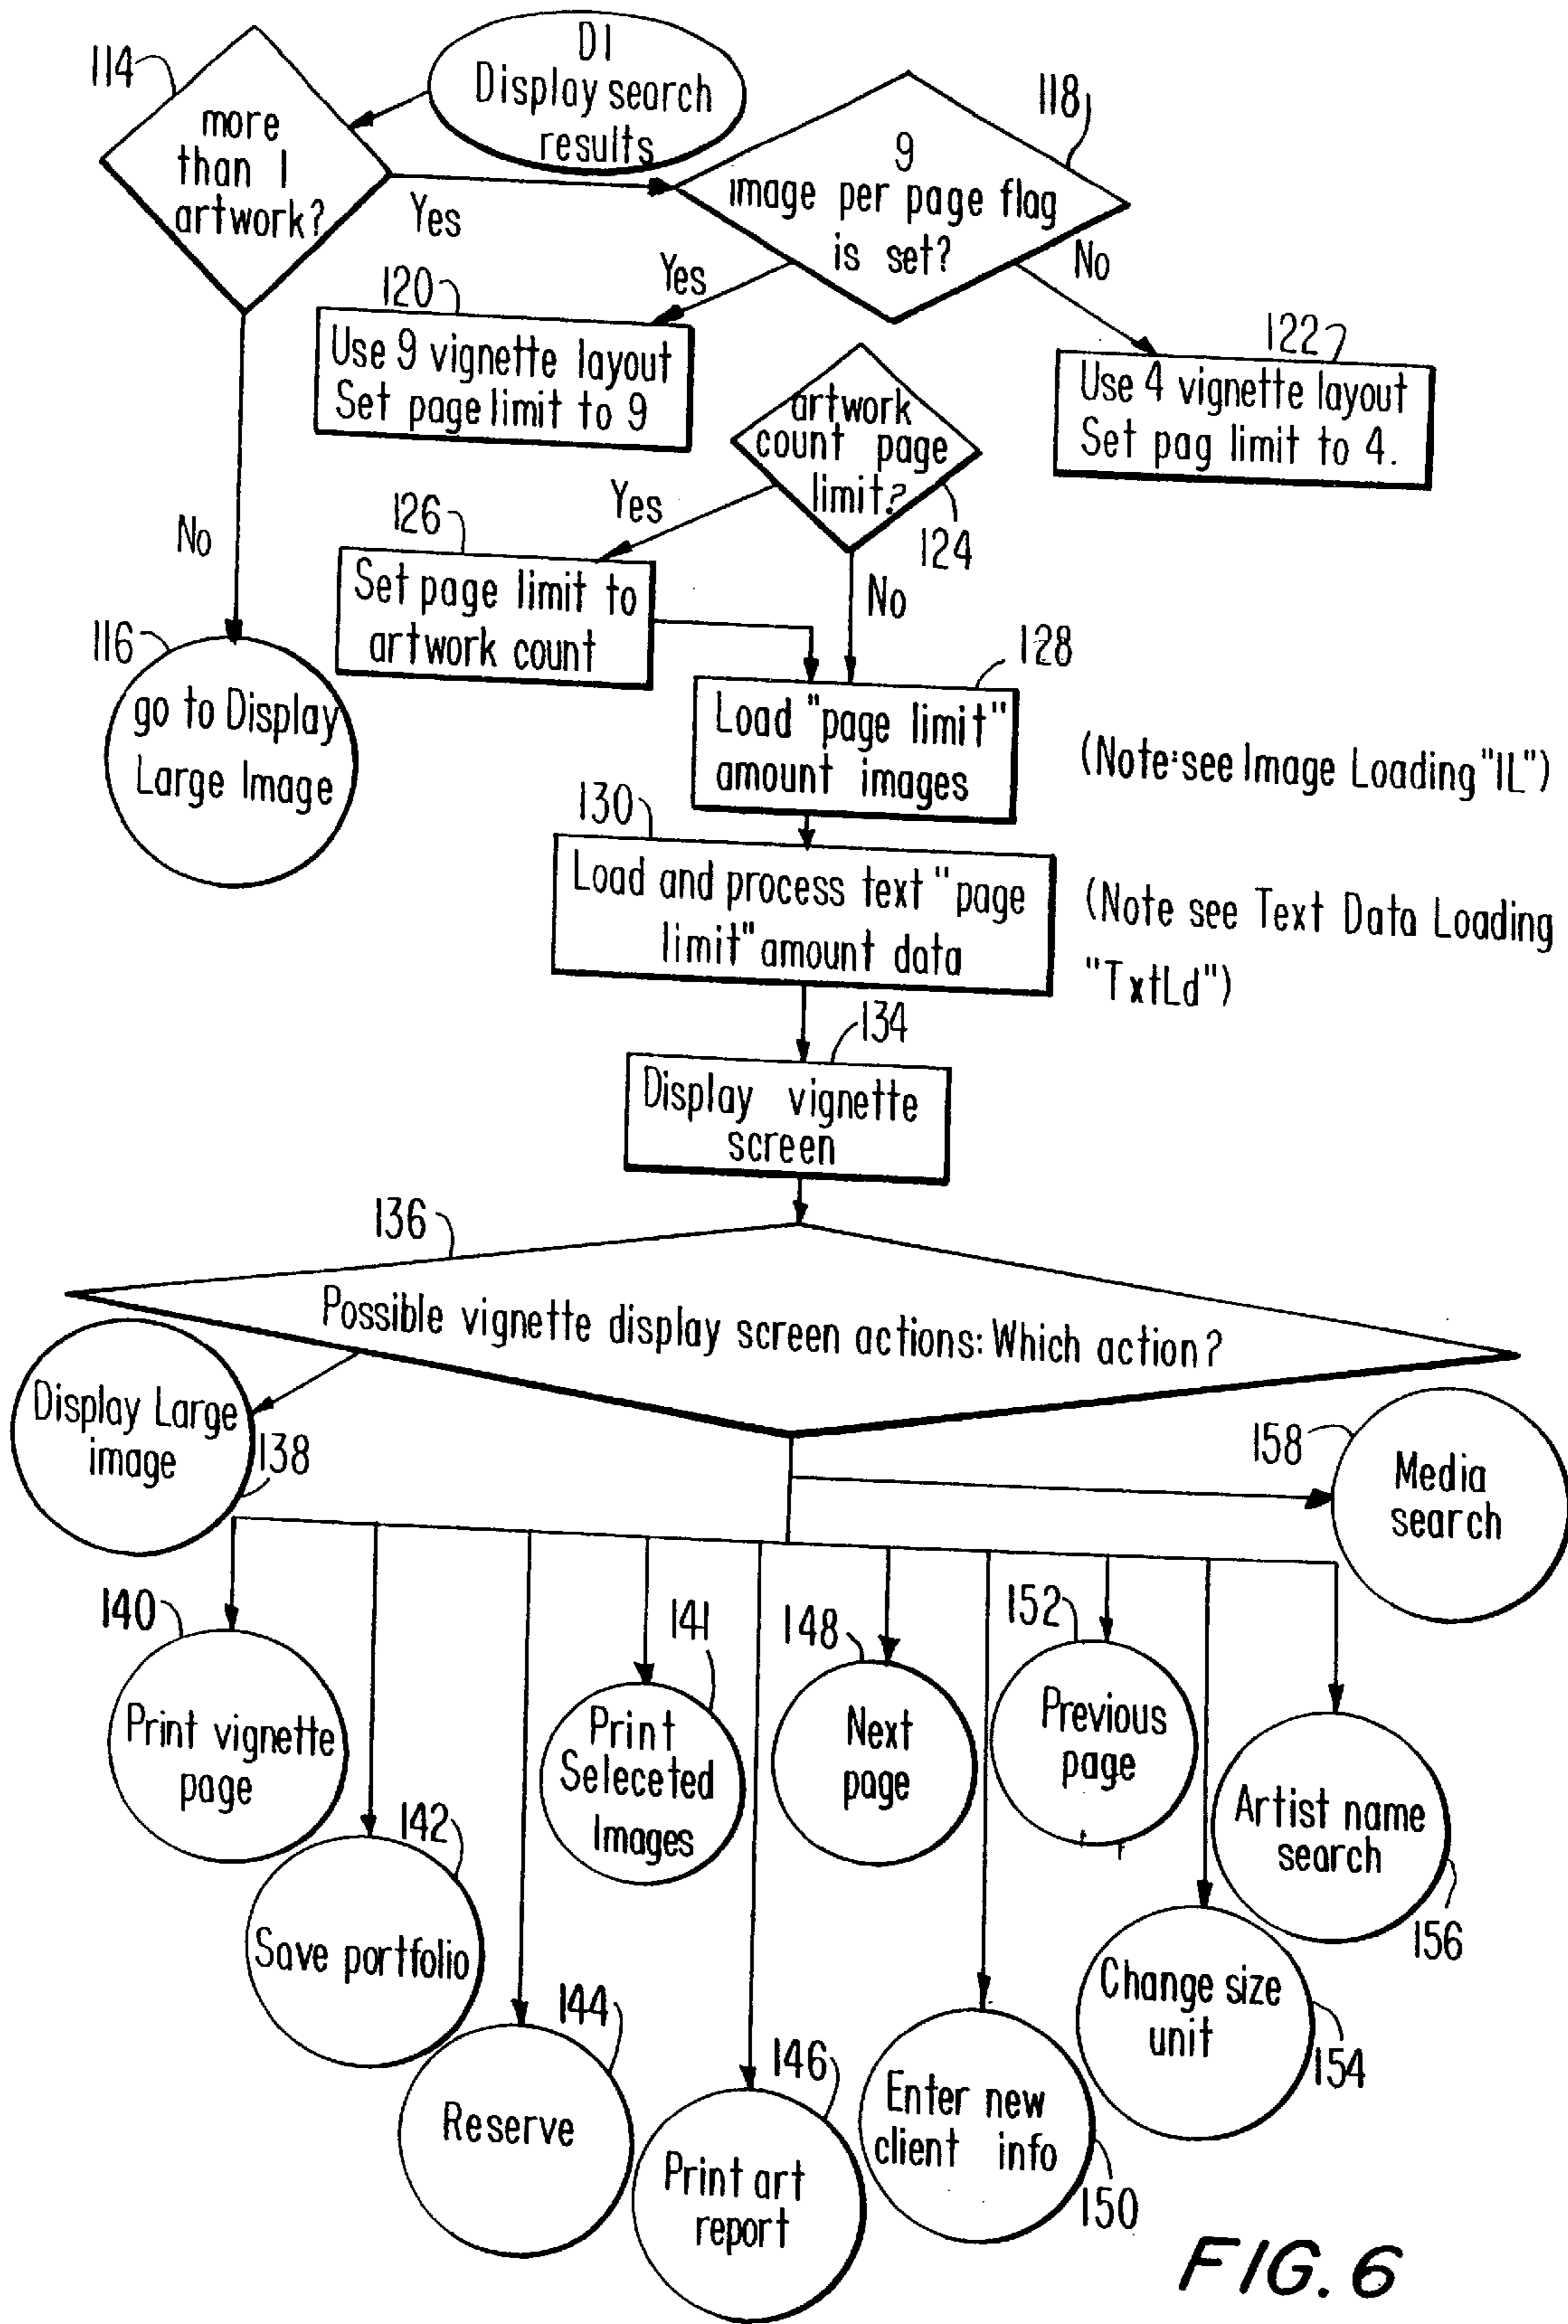 D1
Display search
results
114
more
than 1
artwork?
Yes
No
118
9
image per page flag
is set?
Yes
No
120
Use 9 vignette layout
Set page limit to 9
122
Use 4 vignette layout
Set pag limit to 4.
artwork
count page
limit?
124
Yes
No
126
Set page limit to
artwork count
116
go to Display
Large Image
128
Load "page limit"
amount images
(Note:see Image Loading "IL")
130
Load and process text "page
limit" amount data
(Note see Text Data Loading
"TxtLd")
134
Display vignette
screen
136
Possible vignette display screen actions: Which action?
Display Large
image
138
158
Media
search
140
Print vignette
page
142
Save portfolio
144
Reserve
141
Print
Seleceted
Images
146
Print art
report
148
Next
page
150
Enter new
client info
152
Previous
page
154
Change size
unit
156
Artist name
search
FIG. 6